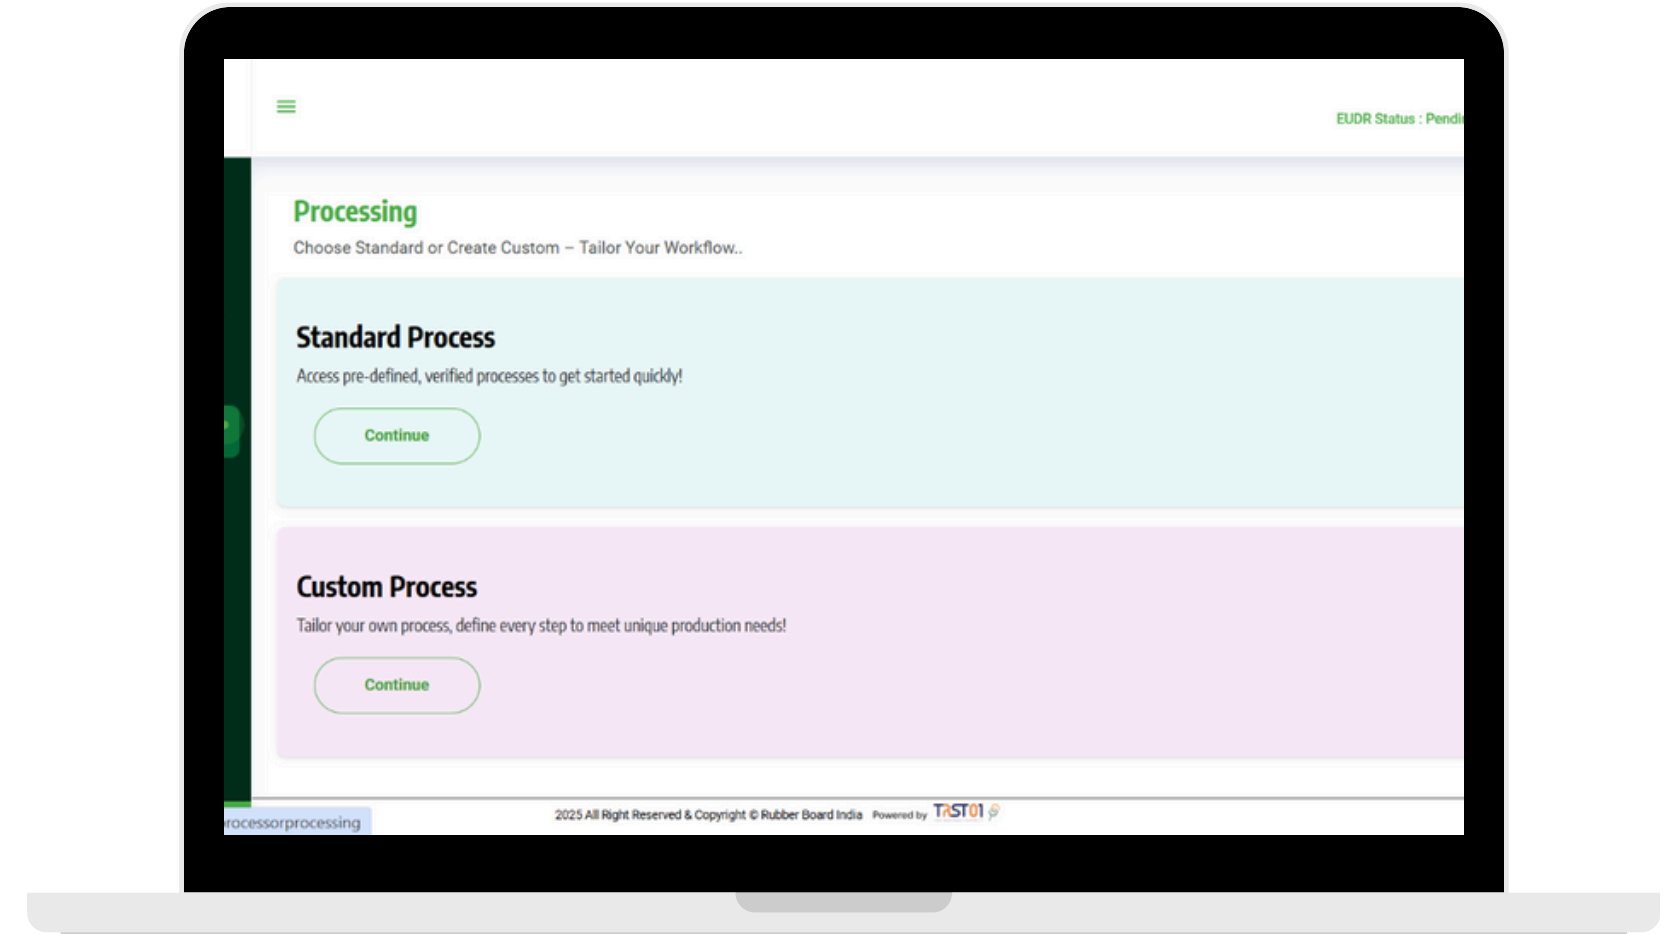 EUDR Status :
Processing
Choose Standard or Create Custom – Tailor Your Workflow..
Standard Process
Access pre-defined, verified processes to get started quickly!
Continue
Custom Process
Tailor your own process, define every step to meet unique production needs!
Continue
2025 All Right Reserved & Copyright © Rubber Board India Powered by TRST01
rocessorprocessing